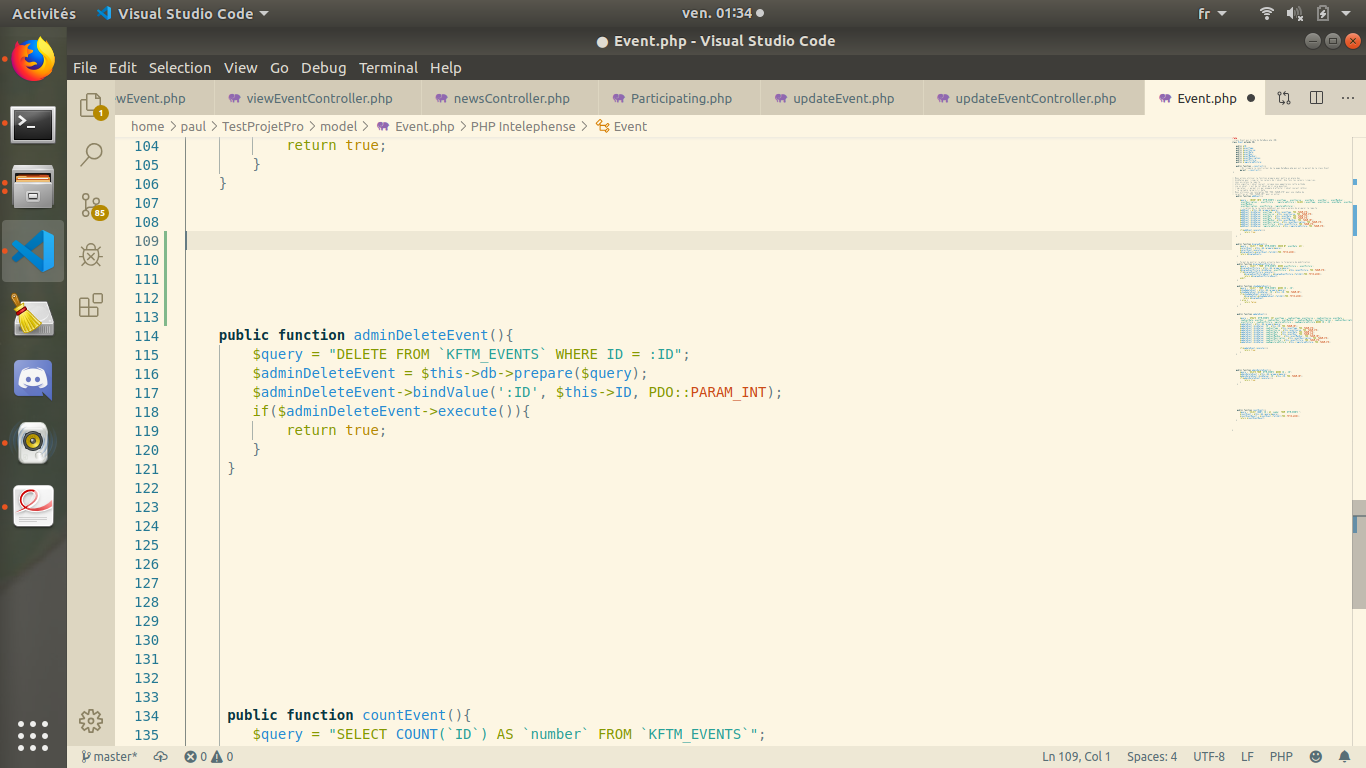 Activités Visual Studio Code ven. 01:34 fr
● Event.php - Visual Studio Code
File Edit Selection View Go Debug Terminal Help
wEvent.php viewEventController.php newsController.php Participating.php updateEvent.php updateEventController.php Event.php
home > paul > TestProjetPro > model > Event.php > PHP Intelephense > Event
1
85
104 return true;
105 }
106 }
107
108
109
110
111
112
113
114 public function adminDeleteEvent(){
115 $query = "DELETE FROM `KFTM_EVENTS` WHERE ID = :ID";
116 $adminDeleteEvent = $this->db->prepare($query);
117 $adminDeleteEvent->bindValue(':ID', $this->ID, PDO::PARAM_INT);
118 if($adminDeleteEvent->execute()){
119 return true;
120 }
121 }
122
123
124
125
126
127
128
129
130
131
132
133
134 public function countEvent(){
135 $query = "SELECT COUNT(`ID`) AS `number` FROM `KFTM_EVENTS`";
master* 0 0 Ln 109, Col 1 Spaces: 4 UTF-8 LF PHP